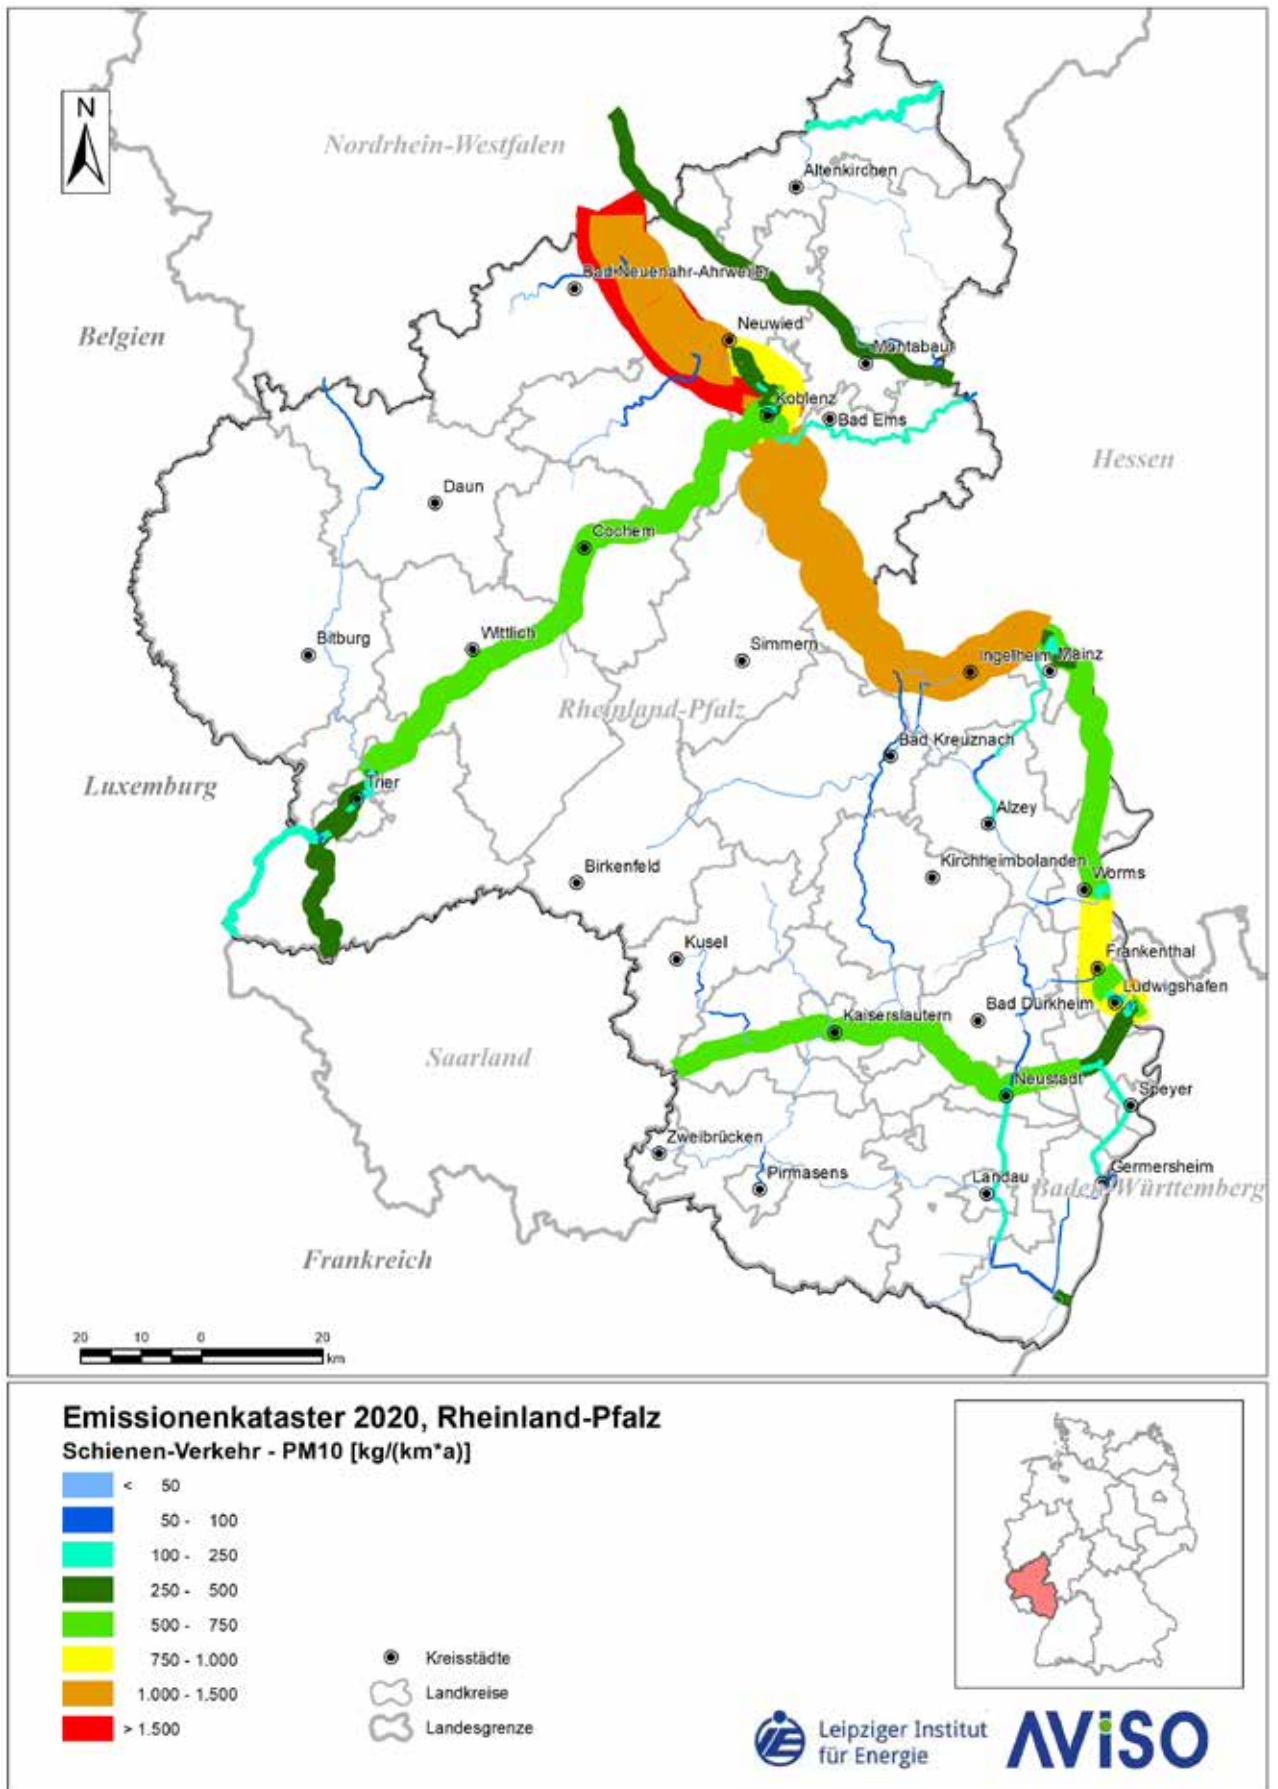 N
Nordrhein-Westfalen
Altenkirchen
Bad Neuenahr-Ahrweiler
Belgien
Neuwied
Montabaur
Koblenz
Bad Ems
Hessen
Daun
Cochem
Bitburg
Wittlich
Simmern
Ingelheim
Mainz
Rheinland-Pfalz
Bad Kreuznach
Luxemburg
Trier
Alzey
Birkenfeld
Kirchheimbolanden
Worms
Kusel
Frankenthal
Ludwigshafen
Bad Dürkheim
Kaiserslautern
Saarland
Neustadt
Speyer
Zweibrücken
Pirmasens
Landau
Germersheim
Baden-Württemberg
Frankreich
20 10 0 20
km
Emissionenkataster 2020, Rheinland-Pfalz
Schienen-Verkehr - PM10 [kg/(km*a)]
< 50
50 - 100
100 - 250
250 - 500
500 - 750
750 - 1.000
1.000 - 1.500
> 1.500
Kreisstädte
Landkreise
Landesgrenze
Leipziger Institut
für Energie
AViSO